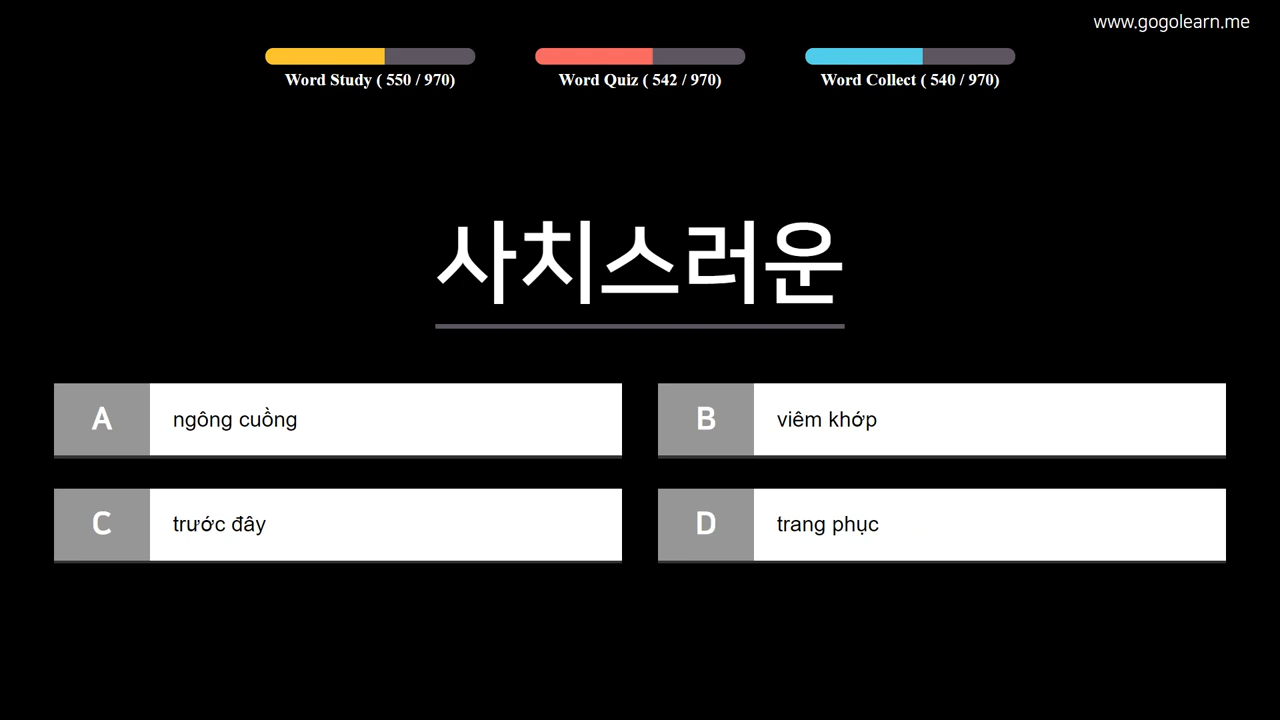 www.gogolearn.me
Word Study ( 550 / 970)
Word Quiz ( 542 / 970)
Word Collect ( 540 / 970)
사치스러운
A ngông cuồng
B viêm khớp
C trước đây
D trang phục